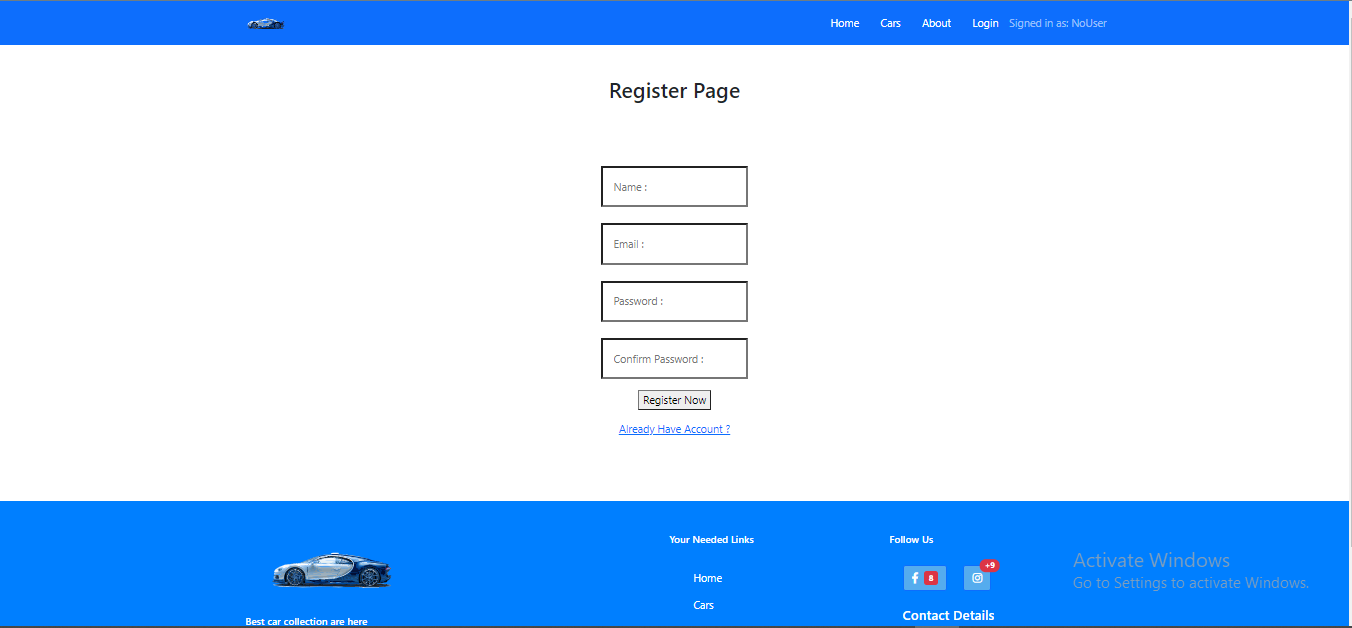 Home Cars About Login Signed in as: NoUser
Register Page
Name :
Email :
Password :
Confirm Password :
Register Now
Already Have Account ?
Best car collection are here
Your Needed Links
Home
Cars
Follow Us
8
+9
Contact Details
Activate Windows
Go to Settings to activate Windows.